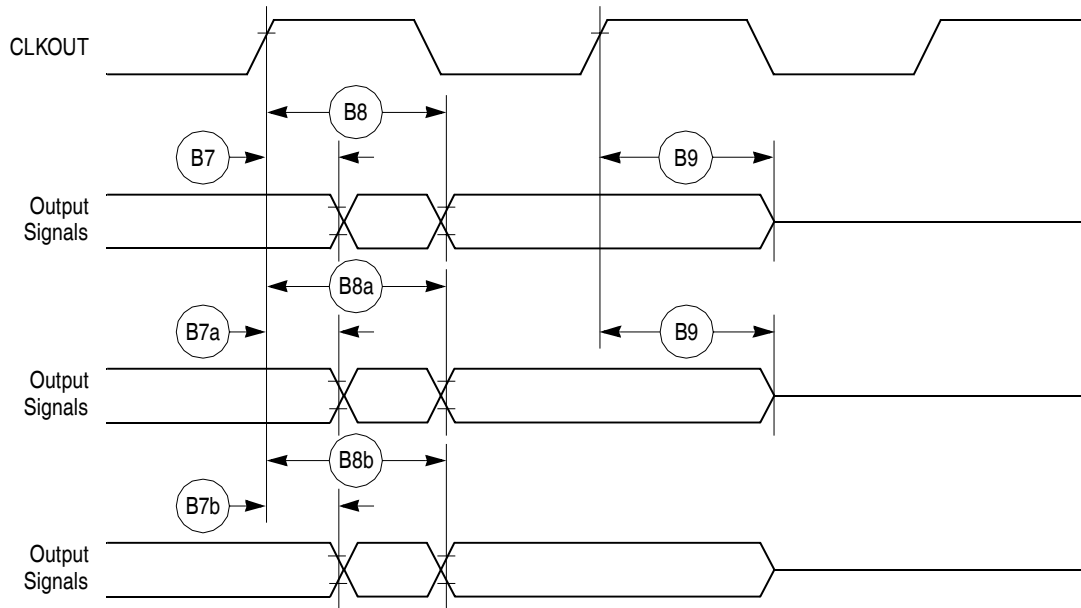 CLKOUT
B8
B7
B9
Output
Signals
B8a
B7a
B9
Output
Signals
B8b
B7b
Output
Signals